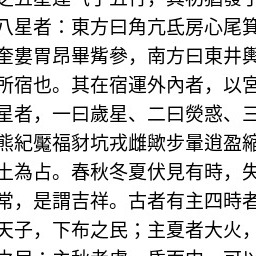 八星者：東方曰角亢氐房心尾箕
奎婁胃昴畢觜參，南方曰東井輿
所宿也。其在宿運外內者，以宮
星者，一曰歲星、二曰熒惑、三
熊紀魘福豺坑戎雌歟步暈逍盈縮
土為占。春秋冬夏伏見有時，失
常，是謂吉祥。古者有主四時者
天子，下布之民；主夏者大火，